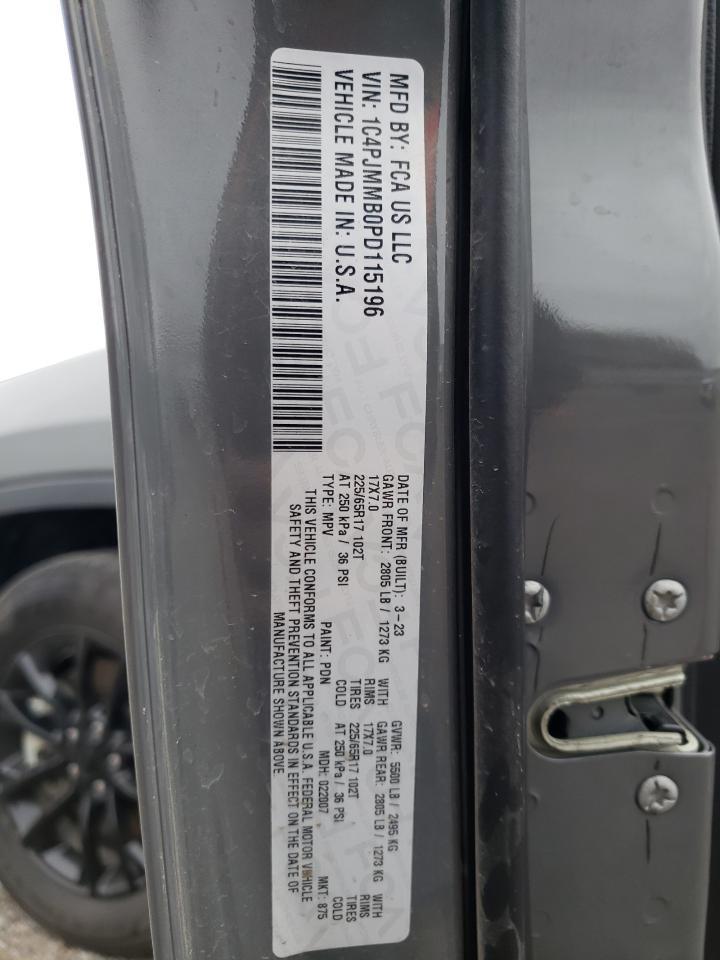 MFD BY: FCA US LLC
VIN: 1C4PJMMB0PD115196
VEHICLE MADE IN: U.S.A.
DATE OF MFR (BUILT): 3-23 GVWR: 5500 LB / 2495 KG
GAWR FRONT: 2805 LB / 1273 KG WITH GAWR REAR: 2805 LB / 1273 KG WITH
17X7.0 RIMS 17X7.0 RIMS
225/65R17 102T TIRES 225/65R17 102T TIRES
AT 250 kPa / 36 PSI COLD AT 250 kPa / 36 PSI COLD
TYPE: MPV PAINT: PDN MDH: 022007 MKT: 875
THIS VEHICLE CONFORMS TO ALL APPLICABLE U.S.A. FEDERAL MOTOR VEHICLE
SAFETY AND THEFT PREVENTION STANDARDS IN EFFECT ON THE DATE OF
MANUFACTURE SHOWN ABOVE.